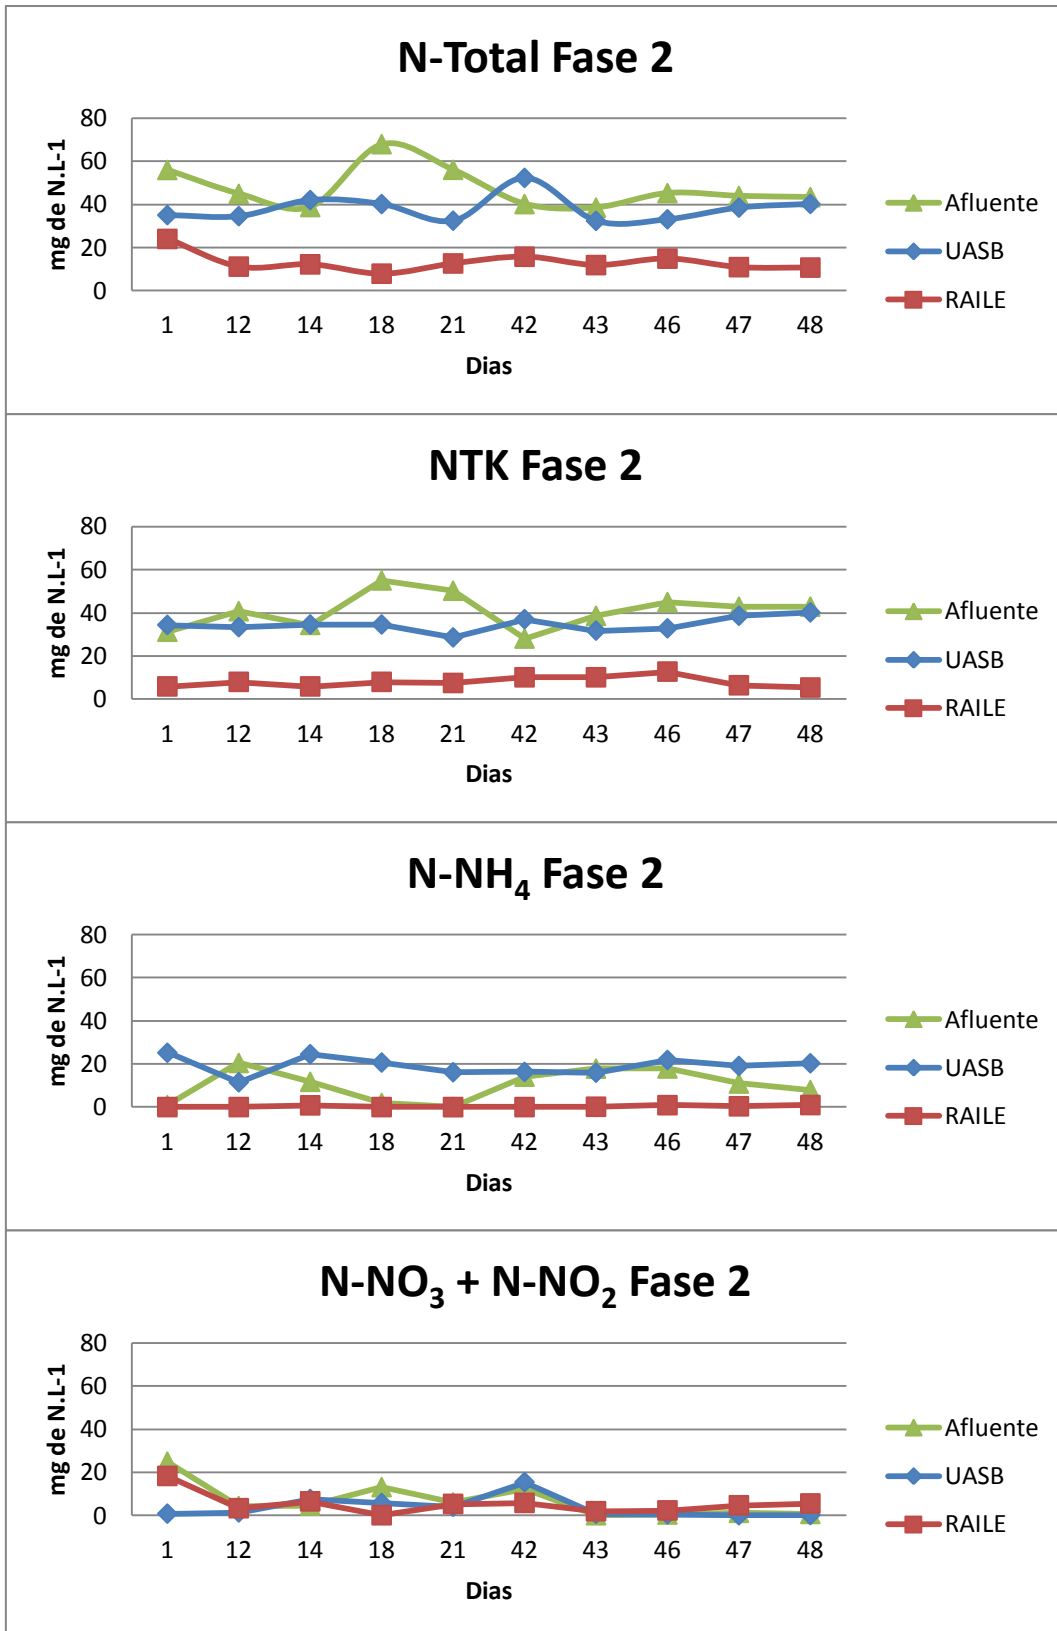 N-Total Fase 2
mg de N.L-1
80
60
40
20
0
1 12 14 18 21 42 43 46 47 48
Dias
Afluente
UASB
RAILE
NTK Fase 2
mg de N.L-1
80
60
40
20
0
1 12 14 18 21 42 43 46 47 48
Dias
Afluente
UASB
RAILE
N-NH₄ Fase 2
mg de N.L-1
80
60
40
20
0
1 12 14 18 21 42 43 46 47 48
Dias
Afluente
UASB
RAILE
N-NO₃ + N-NO₂ Fase 2
mg de N.L-1
80
60
40
20
0
1 12 14 18 21 42 43 46 47 48
Dias
Afluente
UASB
RAILE